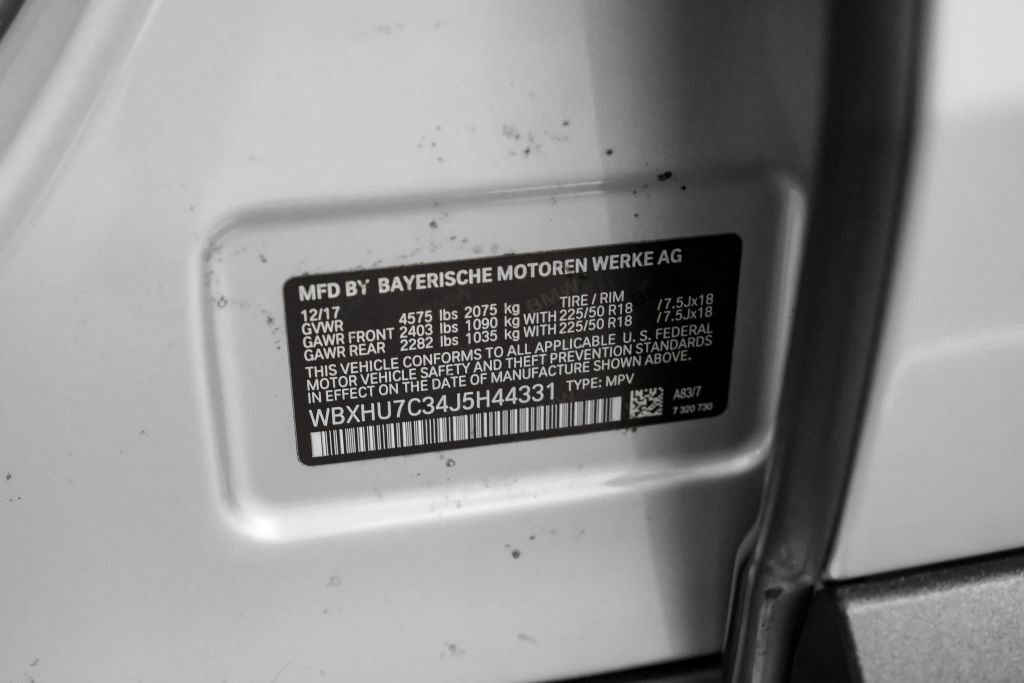 MFD BY BAYERISCHE MOTOREN WERKE AG
12/17 TIRE / RIM
GVWR 4575 lbs 2075 kg
GAWR FRONT 2403 lbs 1090 kg WITH 225/50 R18 /7.5Jx18
GAWR REAR 2282 lbs 1035 kg WITH 225/50 R18 /7.5Jx18
THIS VEHICLE CONFORMS TO ALL APPLICABLE U. S. FEDERAL
MOTOR VEHICLE SAFETY AND THEFT PREVENTION STANDARDS
IN EFFECT ON THE DATE OF MANUFACTURE SHOWN ABOVE.
WBXHU7C34J5H44331 TYPE: MPV
A83/7
7 320 730